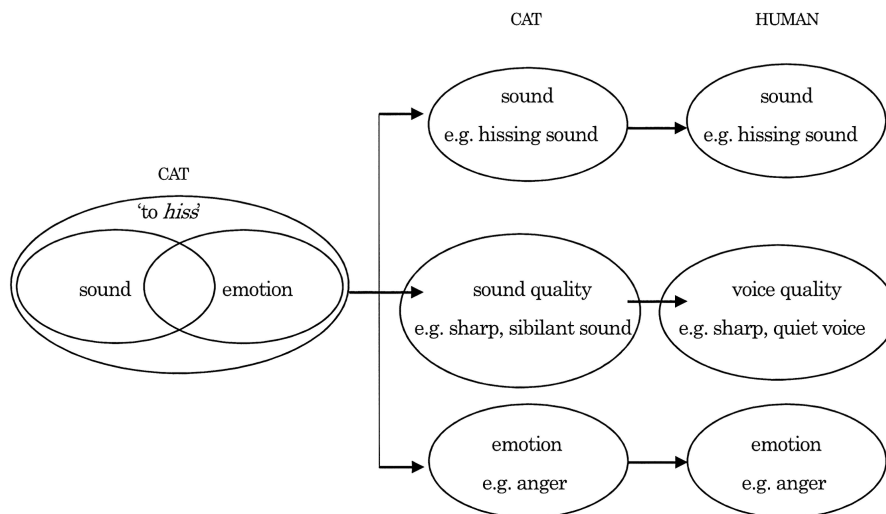 CAT
HUMAN
sound
e.g. hissing sound
sound
e.g. hissing sound
CAT
‘to hiss’
sound
emotion
sound quality
e.g. sharp, sibilant sound
voice quality
e.g. sharp, quiet voice
emotion
e.g. anger
emotion
e.g. anger